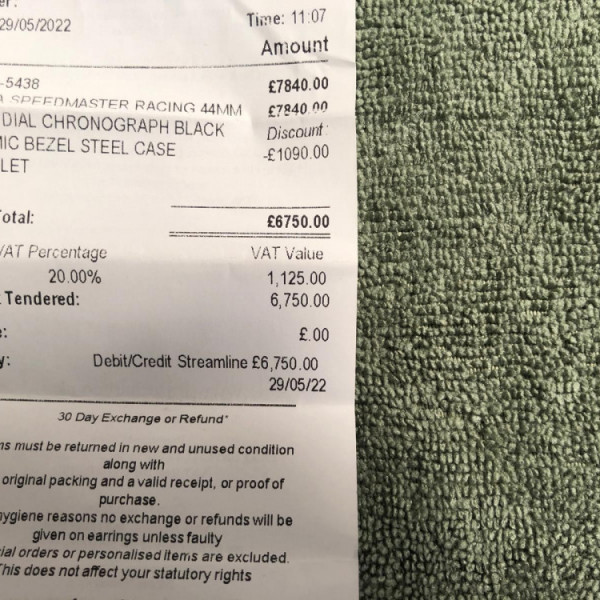 er:
29/05/2022 Time: 11:07
Amount
-5438 £7840.00
SPEEDMASTER RACING 44MM £7840.00
DIAL CHRONOGRAPH BLACK Discount:
IC BEZEL STEEL CASE -£1090.00
LET
Total: £6750.00
VAT Percentage VAT Value
20.00% 1,125.00
Tendered: 6,750.00
e: £.00
y: Debit/Credit Streamline £6,750.00
29/05/22
30 Day Exchange or Refund*
ms must be returned in new and unused condition
along with
original packing and a valid receipt, or proof of
purchase.
hygiene reasons no exchange or refunds will be
given on earrings unless faulty
cial orders or personalised items are excluded.
This does not affect your statutory rights